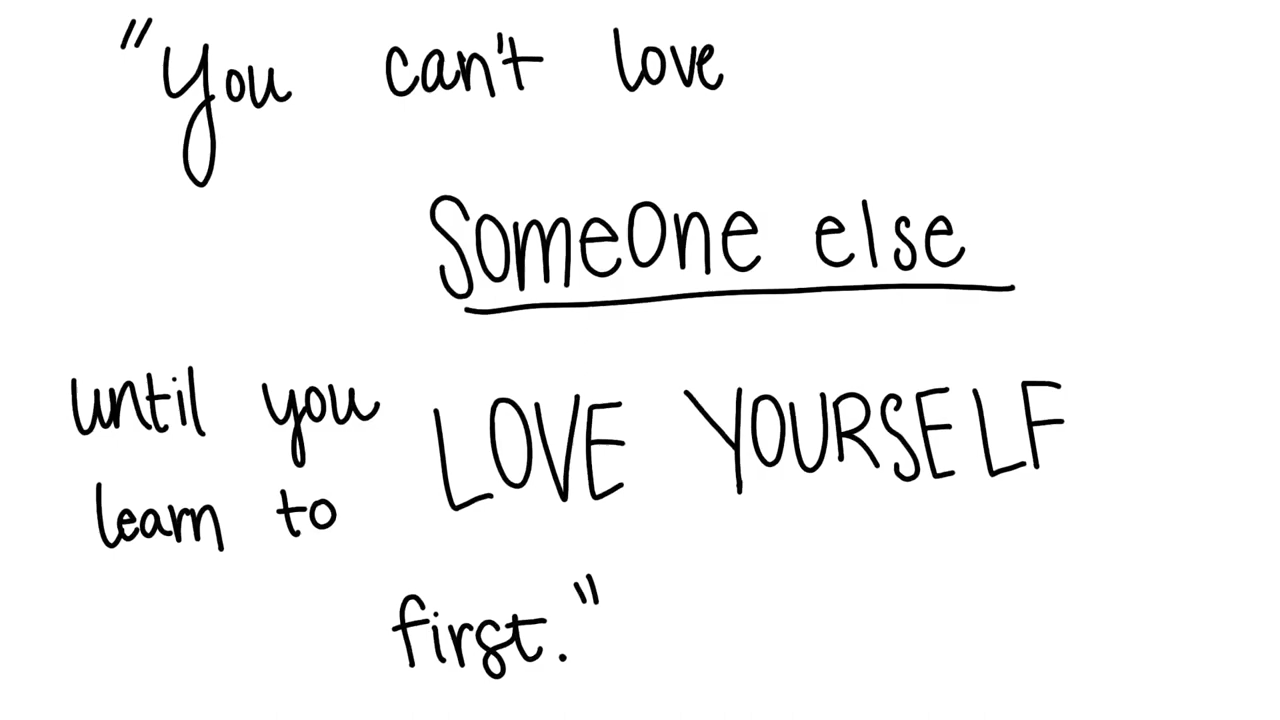 "You can't love
SomeOne else
until you LOVE YOURSELF
learn to
first."